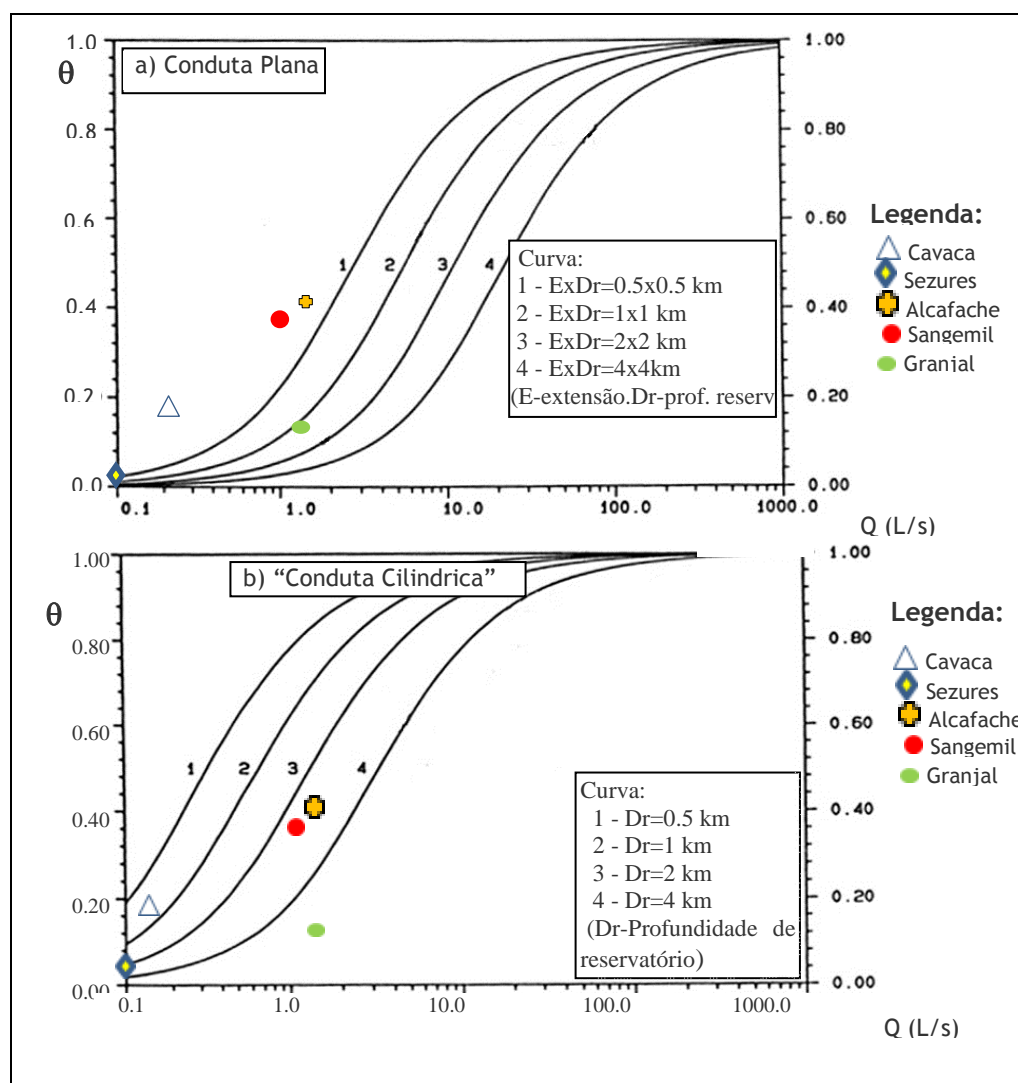 a) Conduta Plana
θ
1.0
0.8
0.6
0.4
0.2
0.0
1.00
0.80
0.60
0.40
0.20
0.00
1
2
3
4
Curva:
1 - ExDr=0.5x0.5 km
2 - ExDr=1x1 km
3 - ExDr=2x2 km
4 - ExDr=4x4km
(E-extensão.Dr-prof. reserv
Legenda:
Cavaca
Sezures
Alcafache
Sangemil
Granjal
0.1
1.0
10.0
100.0
1000.0
Q (L/s)
b) “Conduta Cilindrica”
θ
1.00
0.80
0.60
0.40
0.20
0.00
1.00
0.80
0.60
0.40
0.20
0.00
1
2
3
4
Curva:
1 - Dr=0.5 km
2 - Dr=1 km
3 - Dr=2 km
4 - Dr=4 km
(Dr-Profundidade de
reservatório)
Legenda:
Cavaca
Sezures
Alcafache
Sangemil
Granjal
0.1
1.0
10.0
100.0
1000.0
Q (L/s)